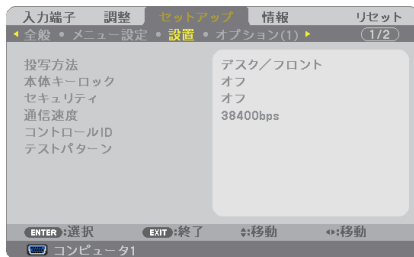 入力端子 調整 セットアップ 情報 リセット
全般 • メニュー設定 • 設置 • オプション(1) 1/2
投写方法 デスク／フロント
本体キーロック オフ
セキュリティ オフ
通信速度 38400bps
コントロールID
テストパターン
ENTER:選択 EXIT:終了 :移動 :移動
コンピュータ1